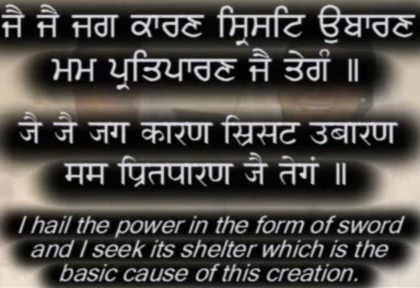 ਜੈ ਜੈ ਜਗ ਕਾਰਣ ਸ੍ਰਿਸਟਿ ਉਬਾਰਣ
ਮਮ ਪ੍ਰਤਿਪਾਰਣ ਜੈ ਤੇਗੰ ॥
जै जै जग कारण स्रिसट उबारण
मम प्रितपारण जै तेगं ॥
I hail the power in the form of sword
and I seek its shelter which is the
basic cause of this creation.